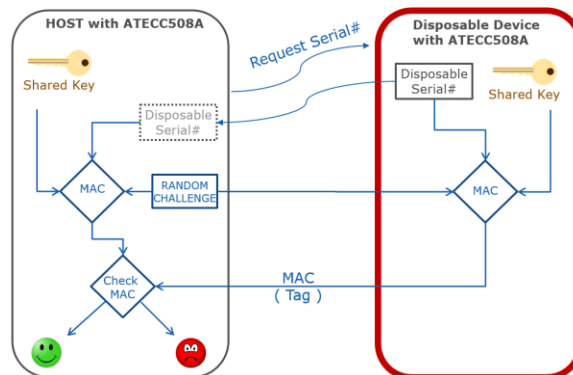 HOST with ATECC508A
Shared Key
Disposable
Serial#
MAC
RANDOM
CHALLENGE
Check
MAC
Request Serial#
MAC
( Tag )
Disposable Device
with ATECC508A
Disposable
Serial#
Shared Key
MAC